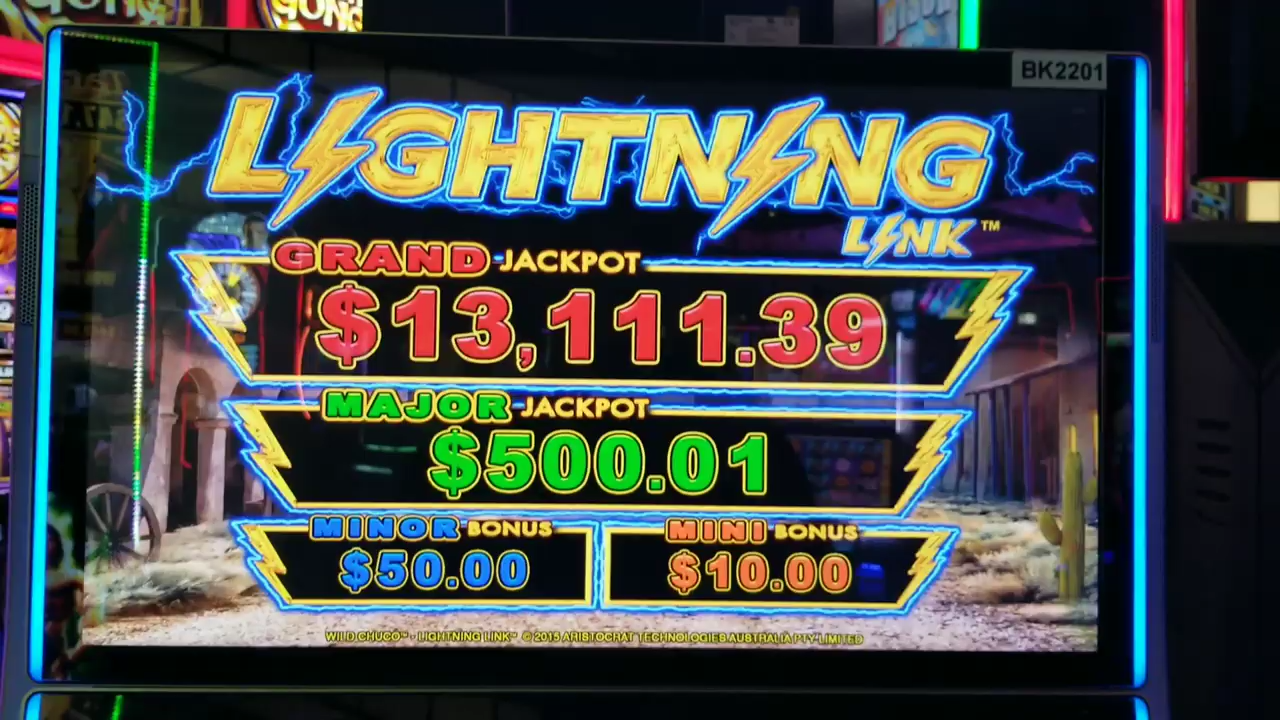 GONG
BK2201
LIGHTNING
LINK™
GRAND JACKPOT
$13,111.39
MAJOR JACKPOT
$500.01
MINOR BONUS
$50.00
MINI BONUS
$10.00
WILD CHUCO™ - LIGHTNING LINK™ © 2015 ARISTOCRAT TECHNOLOGIES AUSTRALIA PTY LIMITED